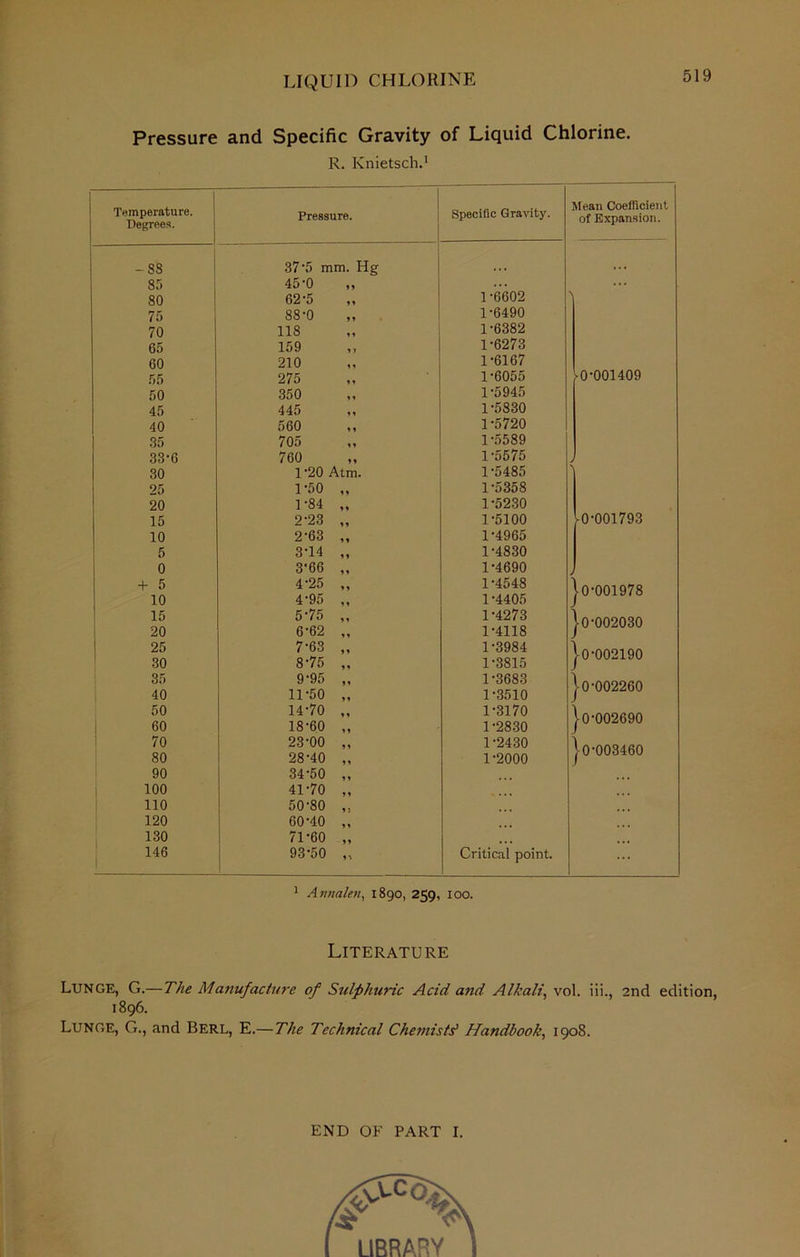 LIQUID CHLORINE 519
Pressure and Specific Gravity of Liquid Chlorine.
R. Knietsch.¹
Temperature. Degrees. Pressure. Specific Gravity. Mean Coefficient of Expansion.
-88 37·5 mm. Hg ... ...
85 45·0 ,, ... ...
80 62·5 ,, 1·6602
75 88·0 ,, 1·6490
70 118 ,, 1·6382
65 159 ,, 1·6273
60 210 ,, 1·6167
55 275 ,, 1·6055 }0·001409
50 350 ,, 1·5945
45 445 ,, 1·5830
40 560 ,, 1·5720
35 705 ,, 1·5589
33·6 760 ,, 1·5575
30 1·20 Atm. 1·5485
25 1·50 ,, 1·5358
20 1·84 ,, 1·5230
15 2·23 ,, 1·5100 }0·001793
10 2·63 ,, 1·4965
5 3·14 ,, 1·4830
0 3·66 ,, 1·4690
+ 5 4·25 ,, 1·4548 }0·001978
10 4·95 ,, 1·4405
15 5·75 ,, 1·4273 }0·002030
20 6·62 ,, 1·4118
25 7·63 ,, 1·3984 }0·002190
30 8·75 ,, 1·3815
35 9·95 ,, 1·3683 }0·002260
40 11·50 ,, 1·3510
50 14·70 ,, 1·3170 }0·002690
60 18·60 ,, 1·2830
70 23·00 ,, 1·2430 }0·003460
80 28·40 ,, 1·2000
90 34·50 ,, ... ...
100 41·70 ,, ... ...
110 50·80 ,, ... ...
120 60·40 ,, ... ...
130 71·60 ,, ... ...
146 93·50 ,, Critical point. ...
¹ Annalen, 1890, 259, 100.
LITERATURE
LUNGE, G.—The Manufacture of Sulphuric Acid and Alkali, vol. iii., 2nd edition,
1896.
LUNGE, G., and BERL, E.—The Technical Chemists' Handbook, 1908.
END OF PART I.
LIBRARY